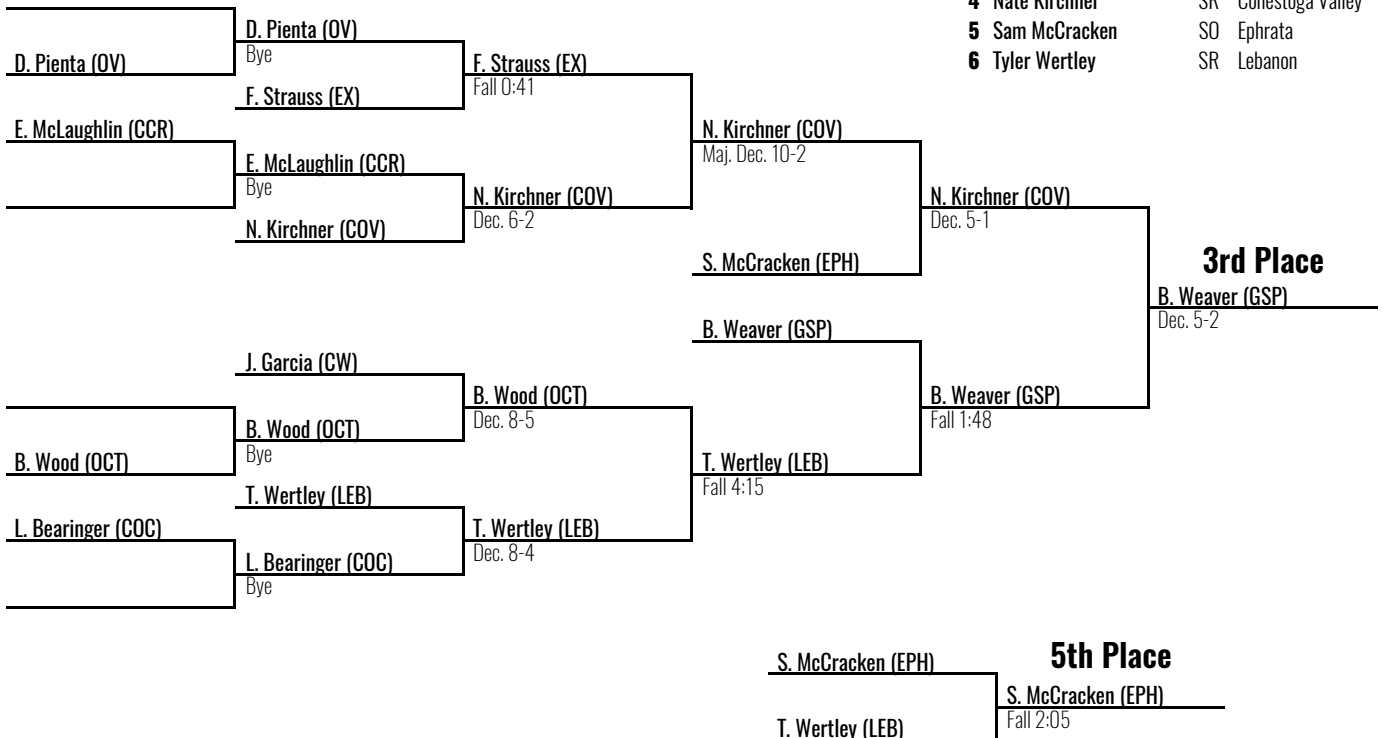 4 Nate Kirchner SR Conestoga Valley
5 Sam McCracken SO Ephrata
6 Tyler Wertley SR Lebanon
D. Pienta (OV)
D. Pienta (OV)
Bye
F. Strauss (EX)
F. Strauss (EX)
Fall 0:41
E. McLaughlin (CCR)
E. McLaughlin (CCR)
Bye
N. Kirchner (COV)
N. Kirchner (COV)
Dec. 6-2
N. Kirchner (COV)
Maj. Dec. 10-2
S. McCracken (EPH)
N. Kirchner (COV)
Dec. 5-1
3rd Place
B. Weaver (GSP)
Dec. 5-2
B. Weaver (GSP)
B. Weaver (GSP)
Fall 1:48
J. Garcia (CW)
B. Wood (OCT)
B. Wood (OCT)
Bye
B. Wood (OCT)
Dec. 8-5
T. Wertley (LEB)
Fall 4:15
T. Wertley (LEB)
L. Bearinger (COC)
L. Bearinger (COC)
Bye
T. Wertley (LEB)
Dec. 8-4
5th Place
S. McCracken (EPH)
S. McCracken (EPH)
Fall 2:05
T. Wertley (LEB)